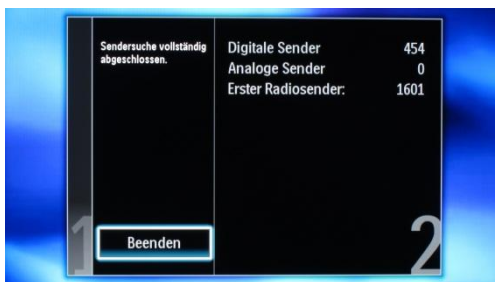 Sendersuche vollständig
abgeschlossen.
Digitale Sender 454
Analoge Sender 0
Erster Radiosender: 1601
1
Beenden
2